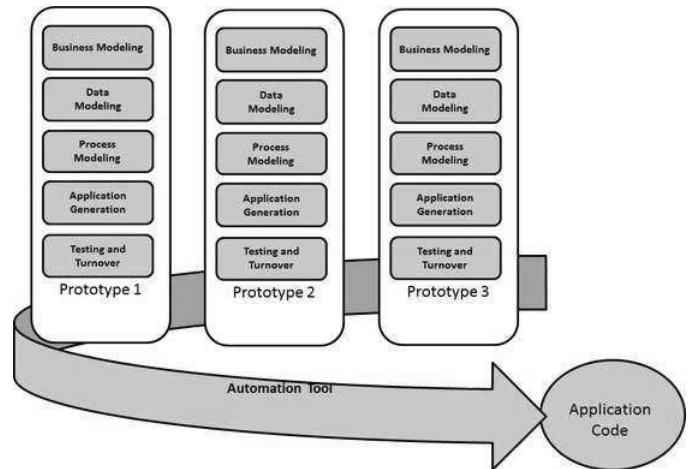 Business Modeling
Data
Modeling
Process
Modeling
Application
Generation
Testing and
Turnover
Prototype 1
Business Modeling
Data
Modeling
Process Modeling
Application
Generation
Testing and
Turnover
Prototype 2
Business Modeling
Data
Modeling
Process Modeling
Application
Generation
Testing and
Turnover
Prototype 3
Automation Tool
Application
Code